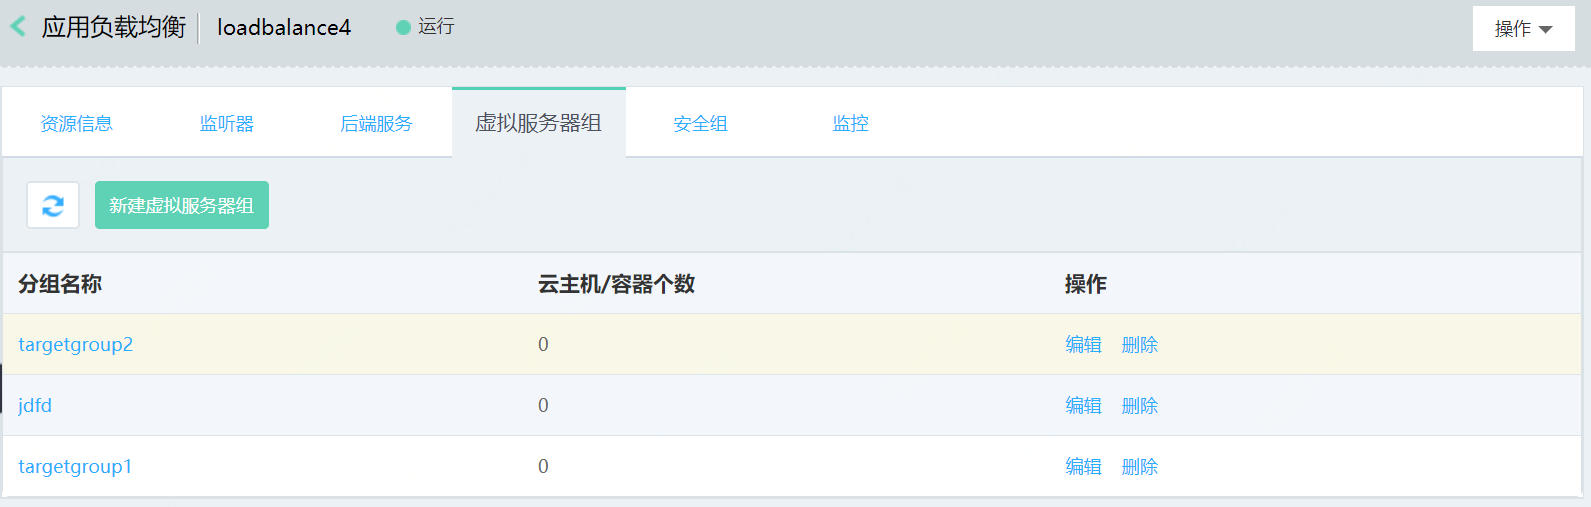 应用负载均衡 loadbalance4 运行 操作
资源信息 监听器 后端服务 虚拟服务器组 安全组 监控
新建虚拟服务器组
分组名称 云主机/容器个数 操作
targetgroup2 0 编辑 删除
jdfd 0 编辑 删除
targetgroup1 0 编辑 删除